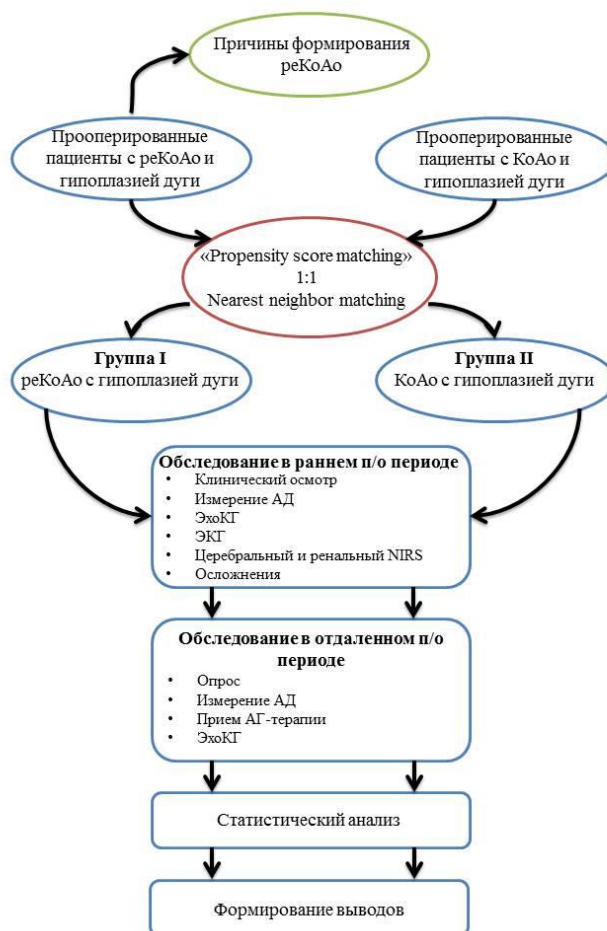 Причины формирования
реКоАо
Прооперированные
пациенты с реКоАо и
гипоплазией дуги
Прооперированные
пациенты с КоАо и
гипоплазией дуги
«Propensity score matching»
1:1
Nearest neighbor matching
Группа I
реКоАо с гипоплазией дуги
Группа II
КоАо с гипоплазией дуги
Обследование в раннем п/о периоде
• Клинический осмотр
• Измерение АД
• ЭхоКГ
• ЭКГ
• Церебральный и ренальный NIRS
• Осложнения
Обследование в отдаленном п/о
периоде
• Опрос
• Измерение АД
• Прием АГ-терапии
• ЭхоКГ
Статистический анализ
Формирование выводов